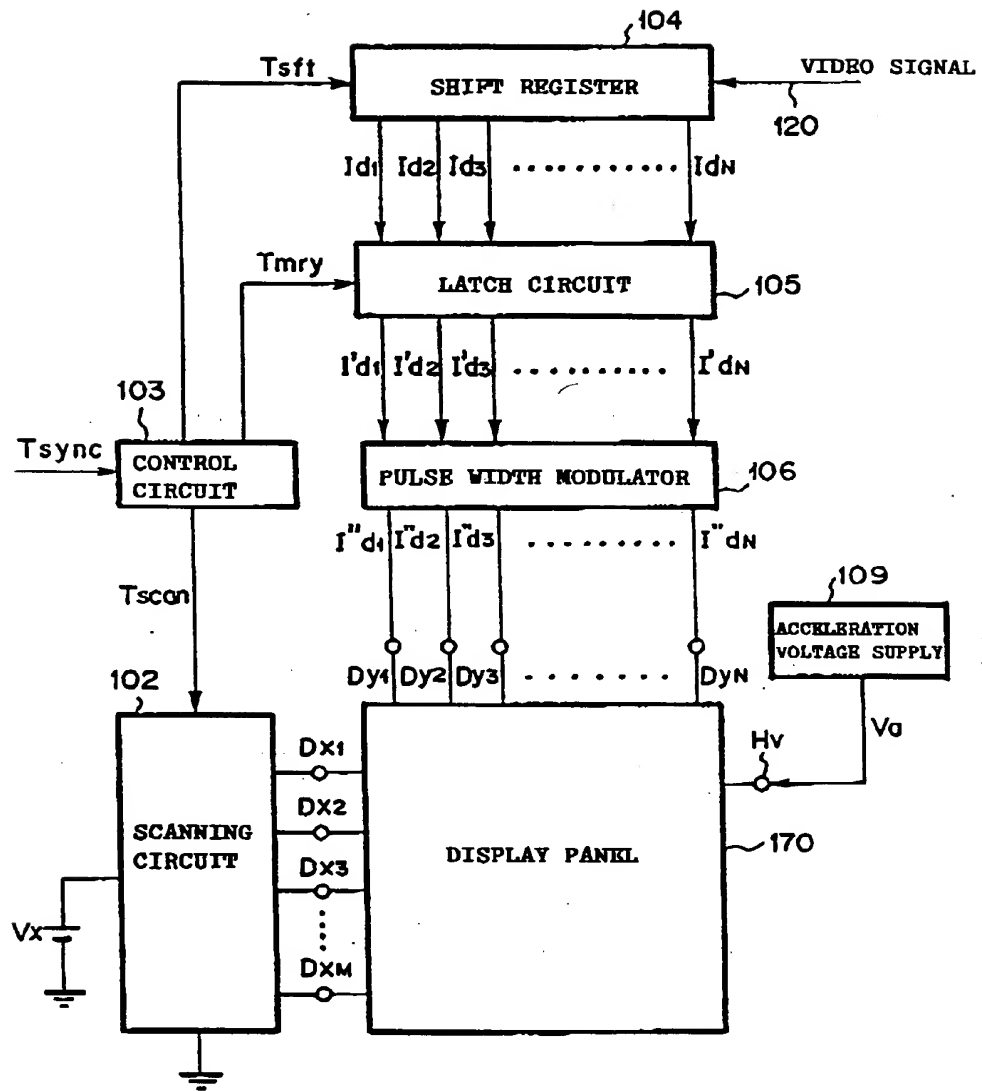 104
Tsft
VIDEO SIGNAL
SHIFT REGISTER
120
Id1 Id2 Id3 ............ IdN
Tmry
LATCH CIRCUIT
105
I'd1 I'd2 I'd3 .......... I'dN
103
Tsync
CONTROL
CIRCUIT
PULSE WIDTH MODULATOR
106
I"d1 I"d2 I"d3 ......... I"dN
Tscan
109
ACCELERATION
VOLTAGE SUPPLY
Dy1 Dy2 Dy3 ........ DyN
102
Va
Hv
Dx1
Dx2
SCANNING
CIRCUIT
DISPLAY PANEL
170
Dx3
Vx
DxM